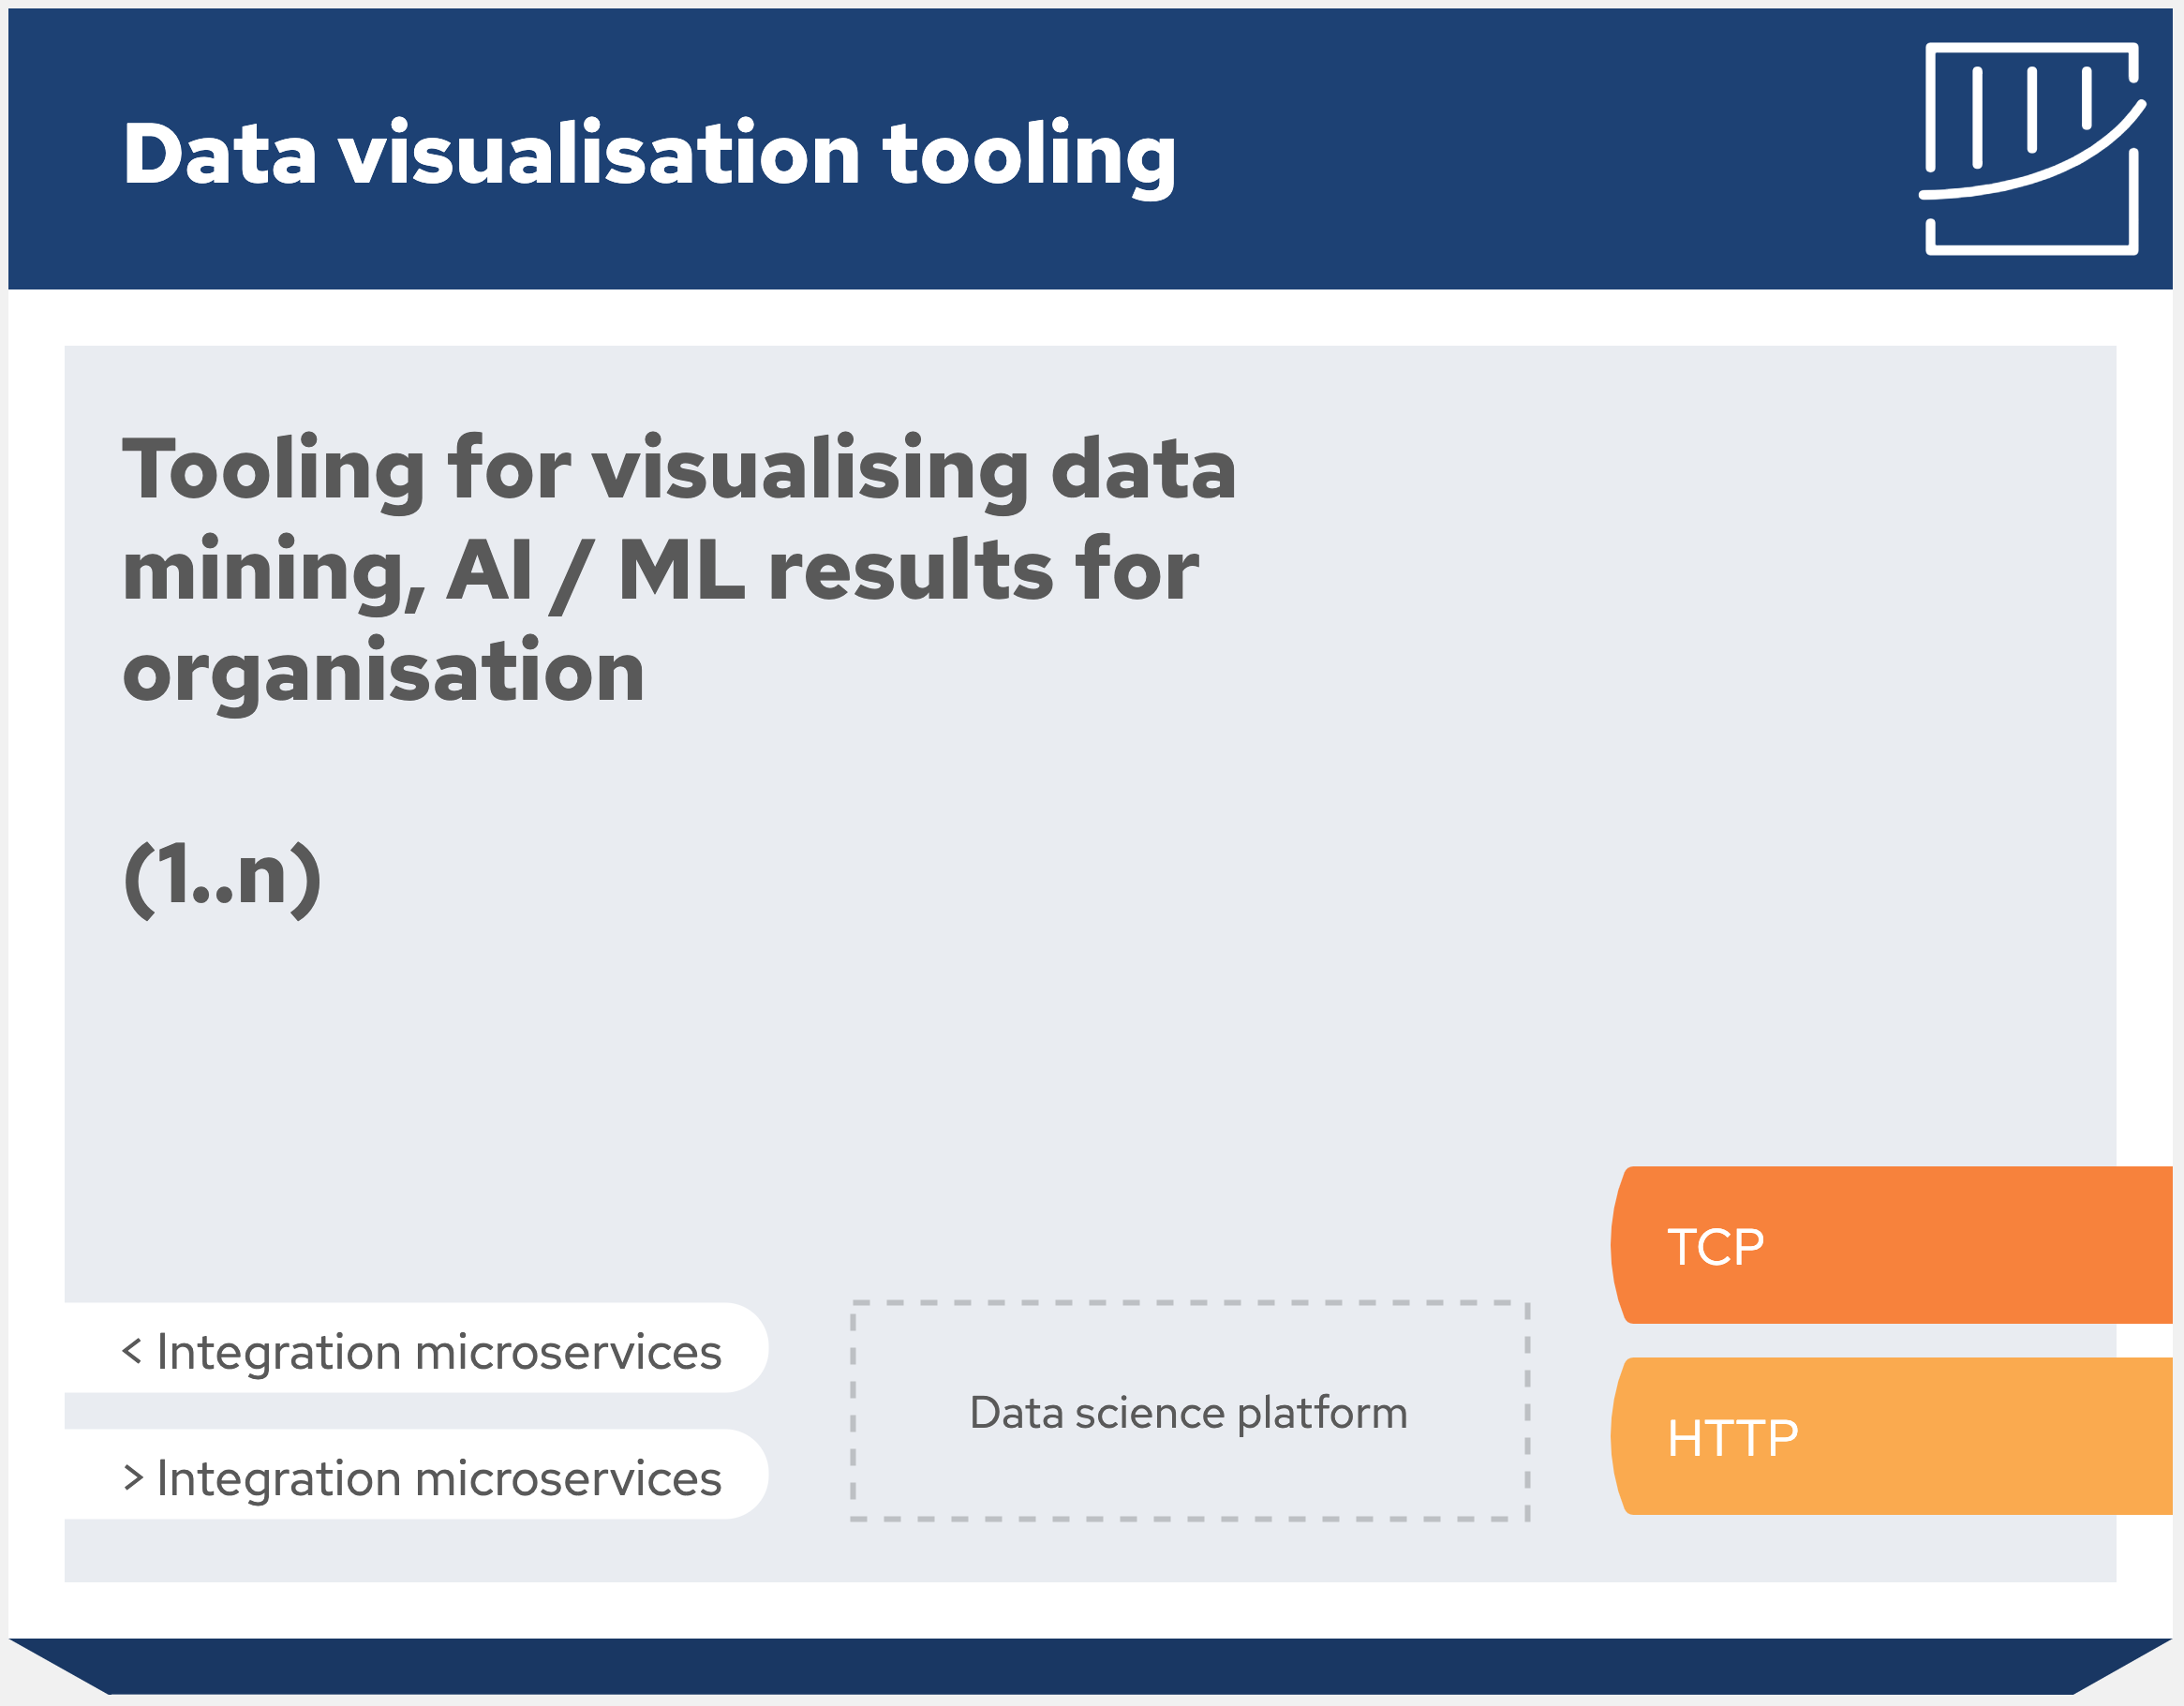 Data visualisation tooling
Tooling for visualising data
mining, AI / ML results for
organisation
(1..n)
< Integration microservices
> Integration microservices
Data science platform
TCP
HTTP